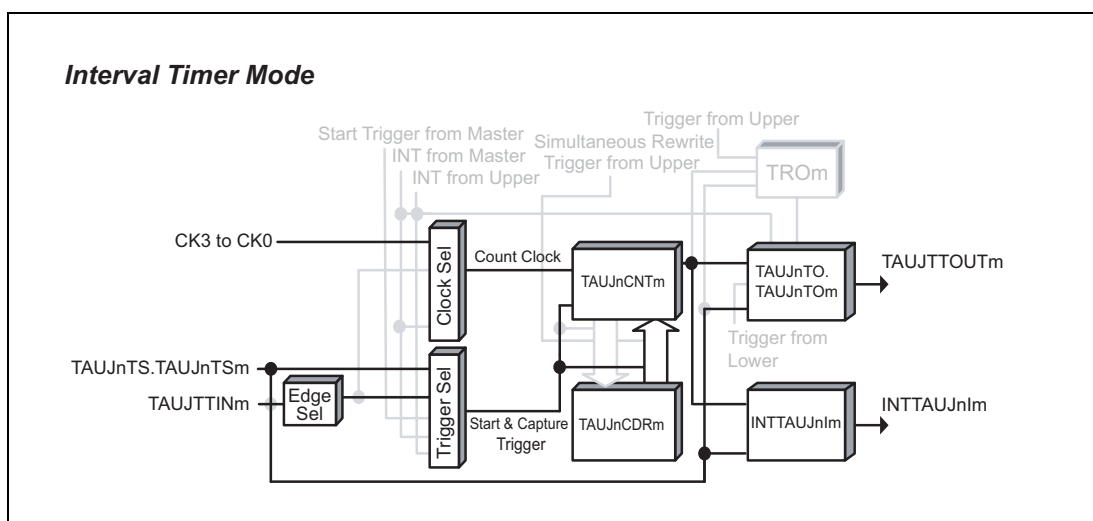 Interval Timer Mode
Trigger from Upper
Start Trigger from Master
Simultaneous Rewrite
INT from Master
Trigger from Upper
INT from Upper
TROm
CK3 to CK0
Clock Sel
Count Clock
TAUJnCNTm
TAUJnTO.
TAUJnTOm
TAUJTTOUTm
Trigger from
Lower
TAUJnTS.TAUJnTSm
TAUJTTINm
Edge
Sel
Trigger Sel
Start & Capture
Trigger
TAUJnCDRm
INTTAUJnIm
INTTAUJnIm